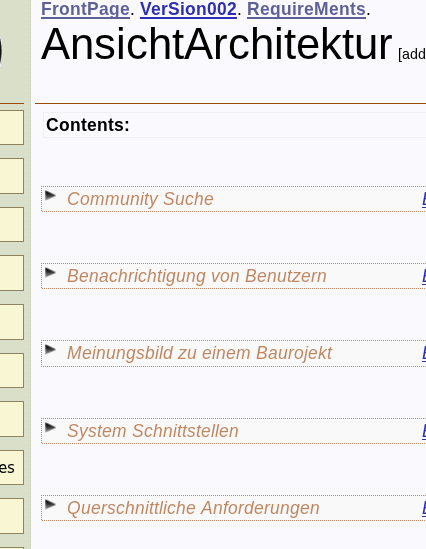 FrontPage. VerSion002. RequireMents.
AnsichtArchitektur [add
Contents:
Community Suche
Benachrichtigung von Benutzern
Meinungsbild zu einem Baurojekt
es
System Schnittstellen
Querschnittliche Anforderungen